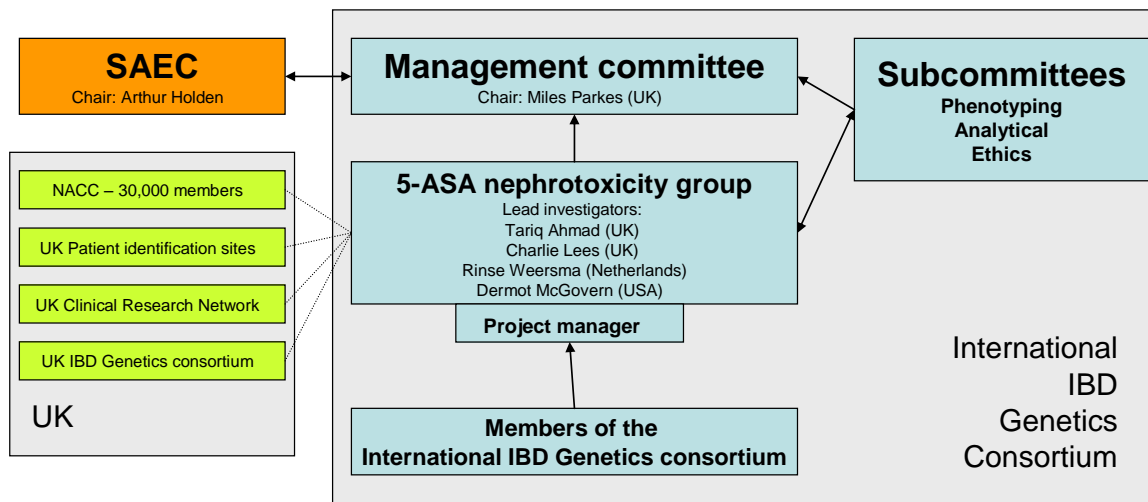 SAEC
Chair: Arthur Holden
Management committee
Chair: Miles Parkes (UK)
Subcommittees
Phenotyping
Analytical
Ethics
NACC – 30,000 members
UK Patient identification sites
UK Clinical Research Network
UK IBD Genetics consortium
UK
5-ASA nephrotoxicity group
Lead investigators:
Tariq Ahmad (UK)
Charlie Lees (UK)
Rinse Weersma (Netherlands)
Dermot McGovern (USA)
Project manager
Members of the
International IBD Genetics consortium
International
IBD
Genetics
Consortium